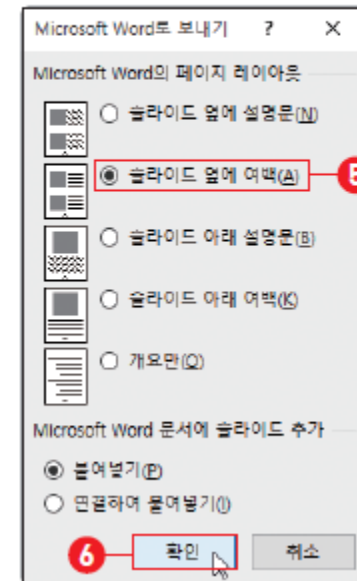 Microsoft Word로 보내기 ? ×
Microsoft Word의 페이지 레이아웃
슬라이드 옆에 설명문(N)
슬라이드 옆에 여백(A) 5
슬라이드 아래 설명문(B)
슬라이드 아래 여백(K)
개요만(O)
Microsoft Word 문서에 슬라이드 추가
붙여넣기(P)
연결하여 붙여넣기(I)
6 확인 취소